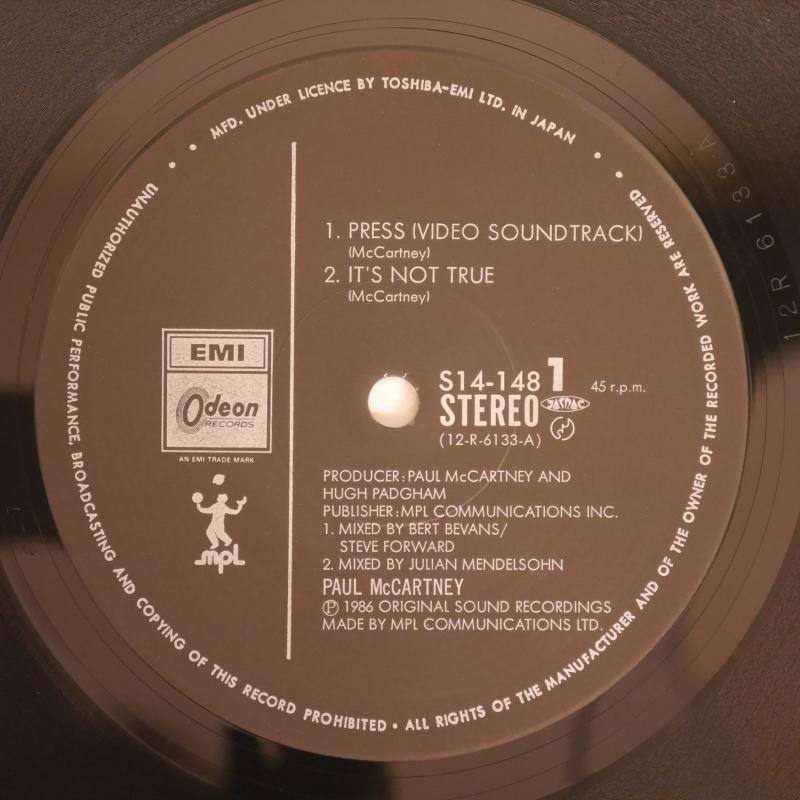 MFD. UNDER LICENCE BY TOSHIBA-EMI LTD. IN JAPAN
UNAUTHORIZED PUBLIC PERFORMANCE, BROADCASTING AND COPYING OF THIS RECORD PROHIBITED • ALL RIGHTS OF THE MANUFACTURER AND OF THE OWNER OF THE RECORDED WORK ARE RESERVED
12R6133A
1. PRESS (VIDEO SOUNDTRACK)
(McCartney)
2. IT'S NOT TRUE
(McCartney)
EMI
Odeon
RECORDS
AN EMI TRADE MARK
mpl
S14-148 1 45 r.p.m.
STEREO JASRAC
(12-R-6133-A)
PRODUCER:PAUL McCARTNEY AND
HUGH PADGHAM
PUBLISHER:MPL COMMUNICATIONS INC.
1. MIXED BY BERT BEVANS/
STEVE FORWARD
2. MIXED BY JULIAN MENDELSOHN
PAUL McCARTNEY
Ⓟ 1986 ORIGINAL SOUND RECORDINGS
MADE BY MPL COMMUNICATIONS LTD.